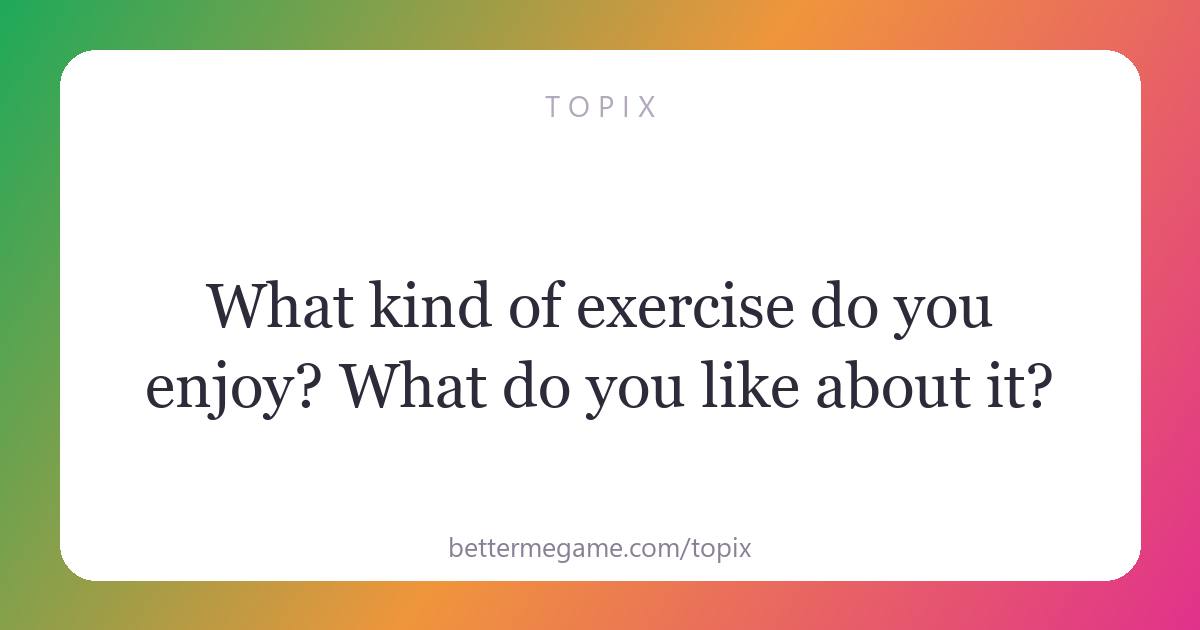 TOPIX
What kind of exercise do you
enjoy? What do you like about it?
bettermegame.com/topix